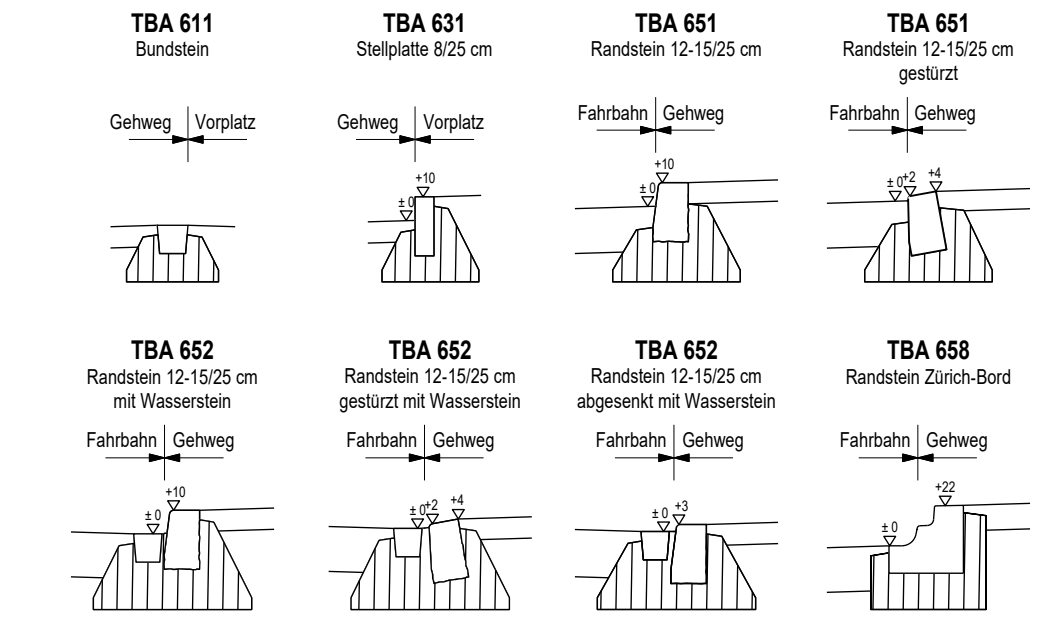 TBA 611
Bundstein
Gehweg Vorplatz
TBA 631
Stellplatte 8/25 cm
Gehweg Vorplatz
± 0
+10
TBA 651
Randstein 12-15/25 cm
Fahrbahn Gehweg
± 0
+10
TBA 651
Randstein 12-15/25 cm
gestürzt
Fahrbahn Gehweg
± 0 +2 +4
TBA 652
Randstein 12-15/25 cm
mit Wasserstein
Fahrbahn Gehweg
± 0
+10
TBA 652
Randstein 12-15/25 cm
gestürzt mit Wasserstein
Fahrbahn Gehweg
± 0 +2 +4
TBA 652
Randstein 12-15/25 cm
abgesenkt mit Wasserstein
Fahrbahn Gehweg
± 0 +3
TBA 658
Randstein Zürich-Bord
Fahrbahn Gehweg
± 0
+22